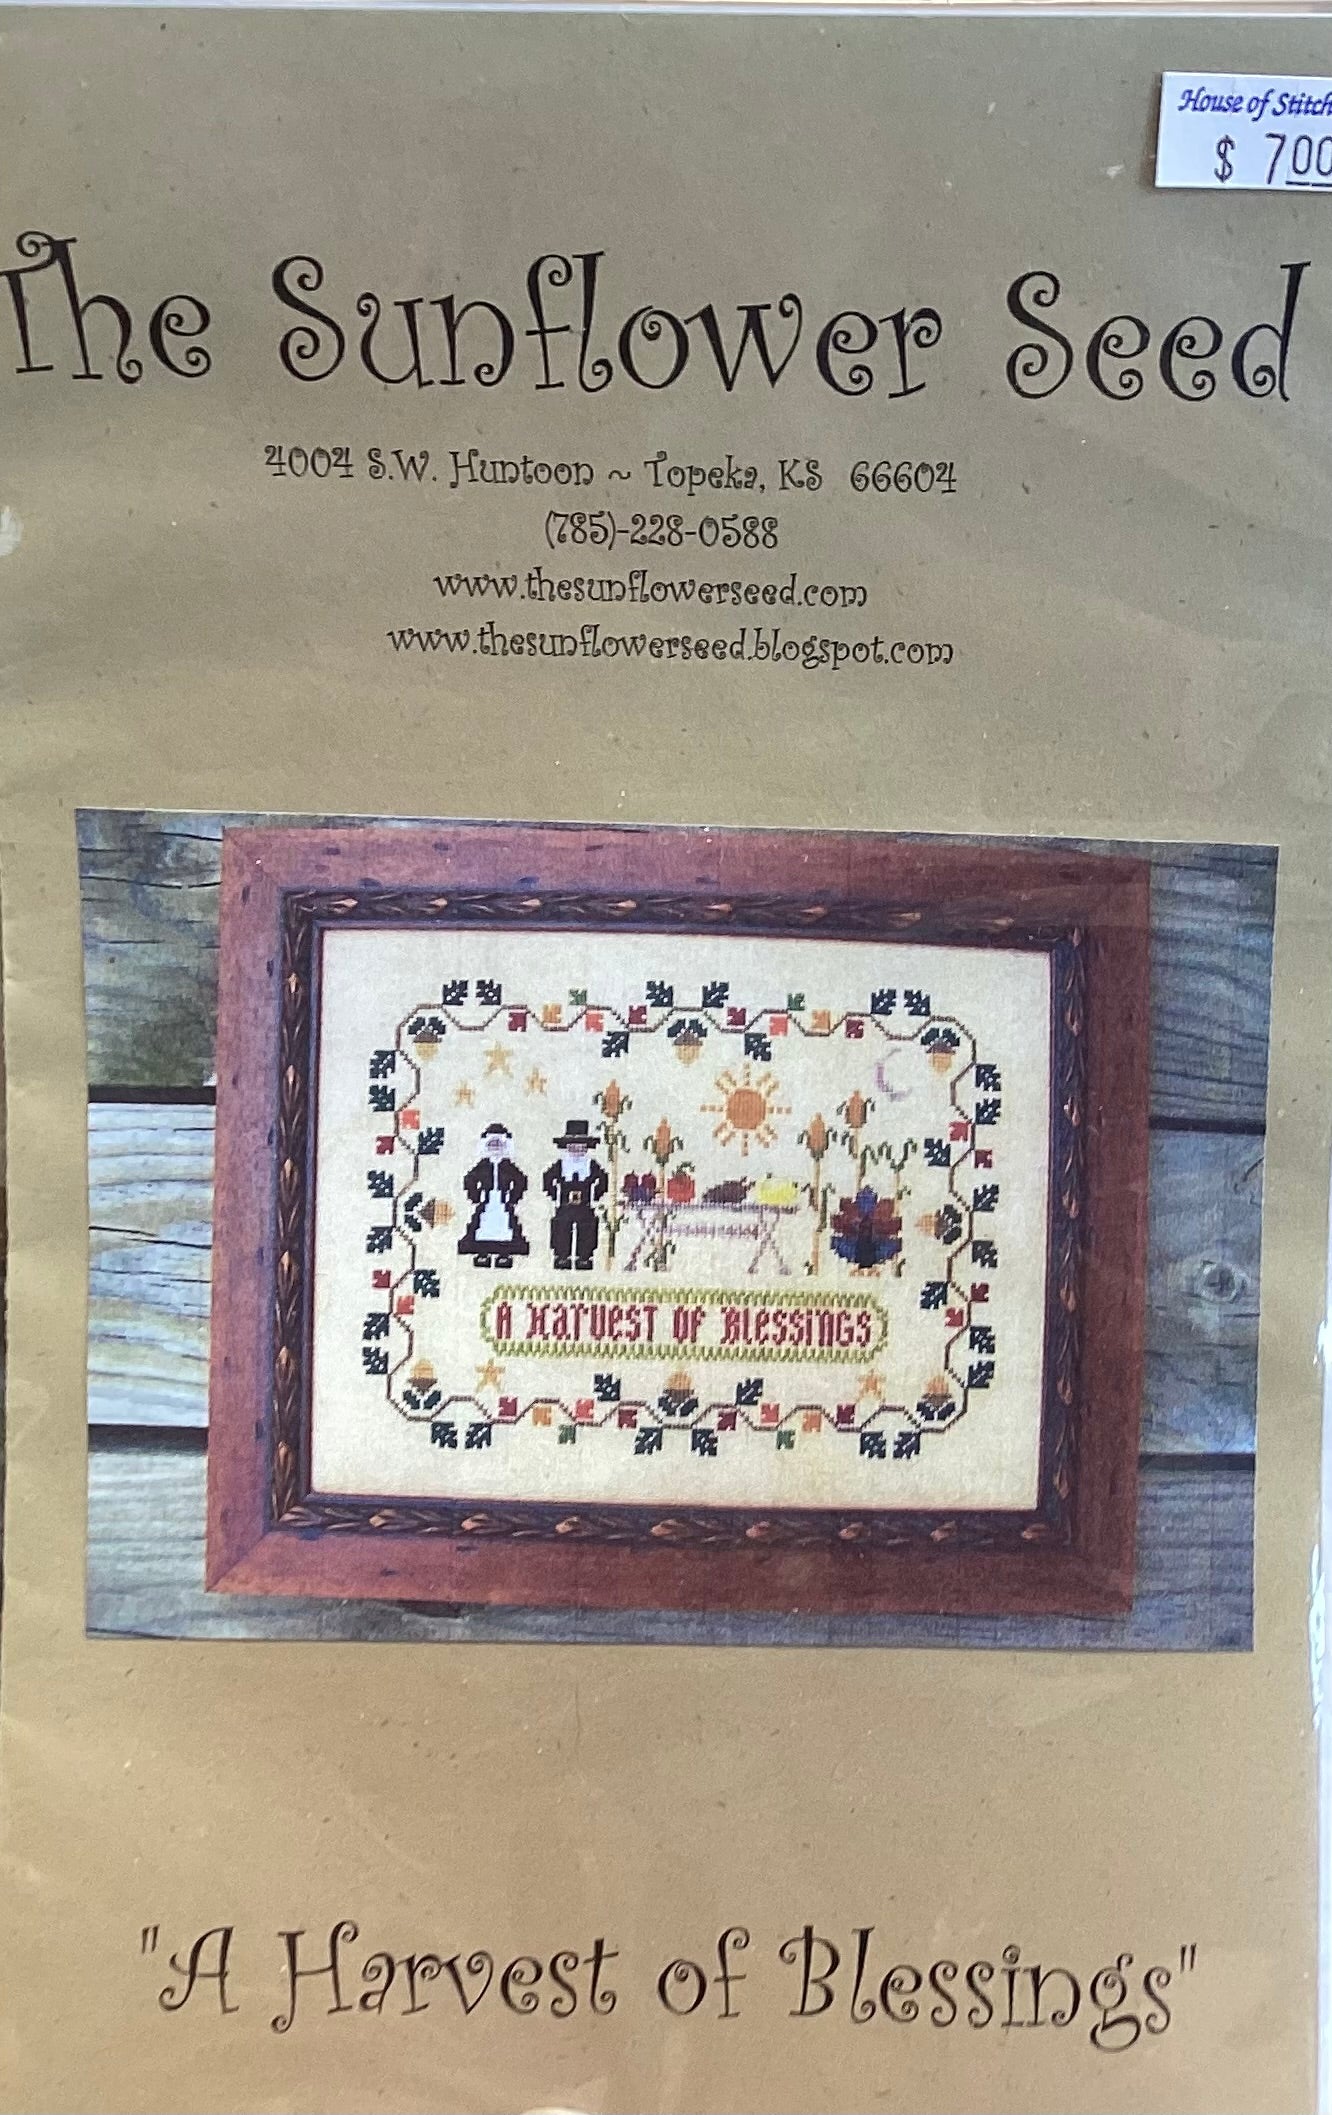 House of Stitch
$ 7.00
The Sunflower Seed
4004 S.W. Huntoon ~ Topeka, KS 66604
(785)-228-0588
www.thesunflowerseed.com
www.thesunflowerseed.blogspot.com
A HarvEsT OF BlEssiNGs
"A Harvest of Blessings"